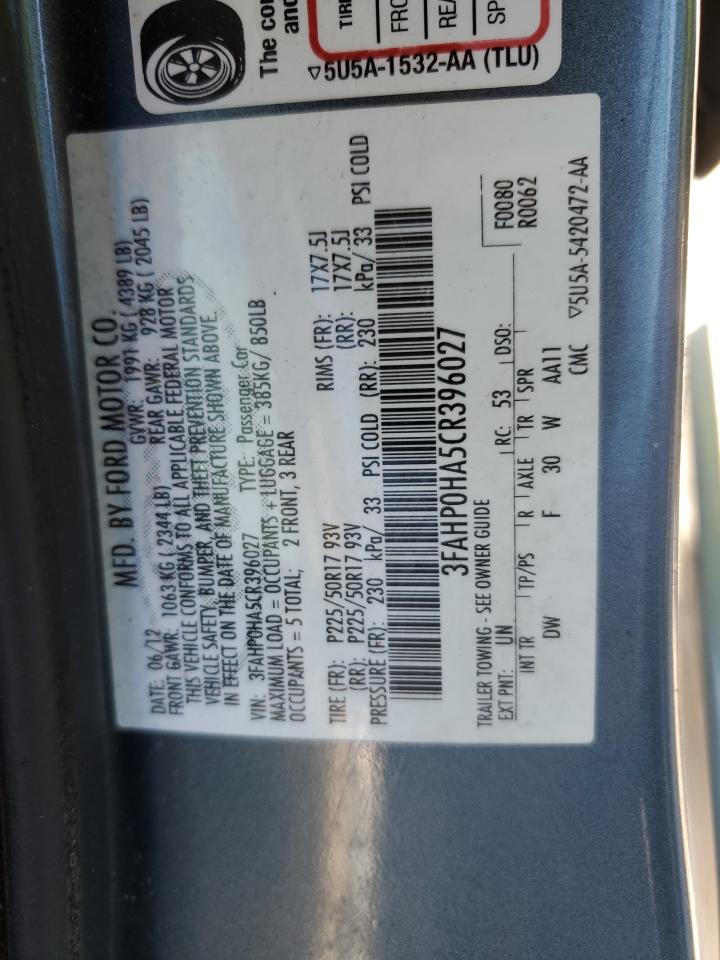 The co
and
TIRE
FRO
REA
SP
▽5U5A-1532-AA (TLU)
MFD. BY FORD MOTOR CO.
DATE: 06/12 GVWR: 1991 KG ( 4389 LB)
FRONT GAWR: 1063 KG ( 2344 LB) REAR GAWR: 928 KG ( 2045 LB)
THIS VEHICLE CONFORMS TO ALL APPLICABLE FEDERAL MOTOR
VEHICLE SAFETY, BUMPER, AND THEFT PREVENTION STANDARDS
IN EFFECT ON THE DATE OF MANUFACTURE SHOWN ABOVE.
VIN: 3FAHP0HA5CR396027 TYPE: Passenger Car
MAXIMUM LOAD = OCCUPANTS + LUGGAGE = 385KG/ 850LB
OCCUPANTS = 5 TOTAL; 2 FRONT, 3 REAR
TIRE (FR): P225/50R17 93V RIMS (FR): 17X7.5J
(RR): P225/50R17 93V (RR): 17X7.5J
PRESSURE (FR): 230 kPa/ 33 PSI COLD (RR): 230 kPa/ 33 PSI COLD
3FAHP0HA5CR396027
TRAILER TOWING - SEE OWNER GUIDE
F0080
R0062
EXT PNT: UN RC: 53 DSO:
INT TR TP/PS R AXLE TR SPR
DW F 30 W AA11
CMC ▽5U5A-5420472-AA